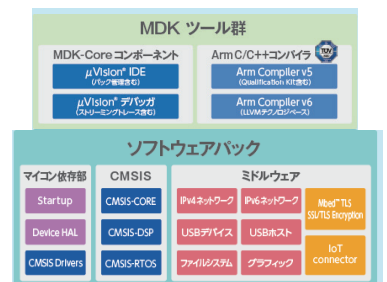 MDK ツール群
MDK-Core コンポーネント
µVision® IDE
(パック管理含む)
µVision® デバッガ
(ストリーミングトレース含む)
Arm C/C++コンパイラ
TÜV
Arm Compiler v5
(Qualification Kit含む)
Arm Compiler v6
(LLVMテクノロジベース)
ソフトウェアパック
マイコン依存部
Startup
Device HAL
CMSIS Drivers
CMSIS
CMSIS-CORE
CMSIS-DSP
CMSIS-RTOS
ミドルウェア
IPv4ネットワーク
IPv6ネットワーク
USBデバイス
USBホスト
ファイルシステム
グラフィック
Mbed™ TLS
SSL/TLS Encryption
IoT
connector